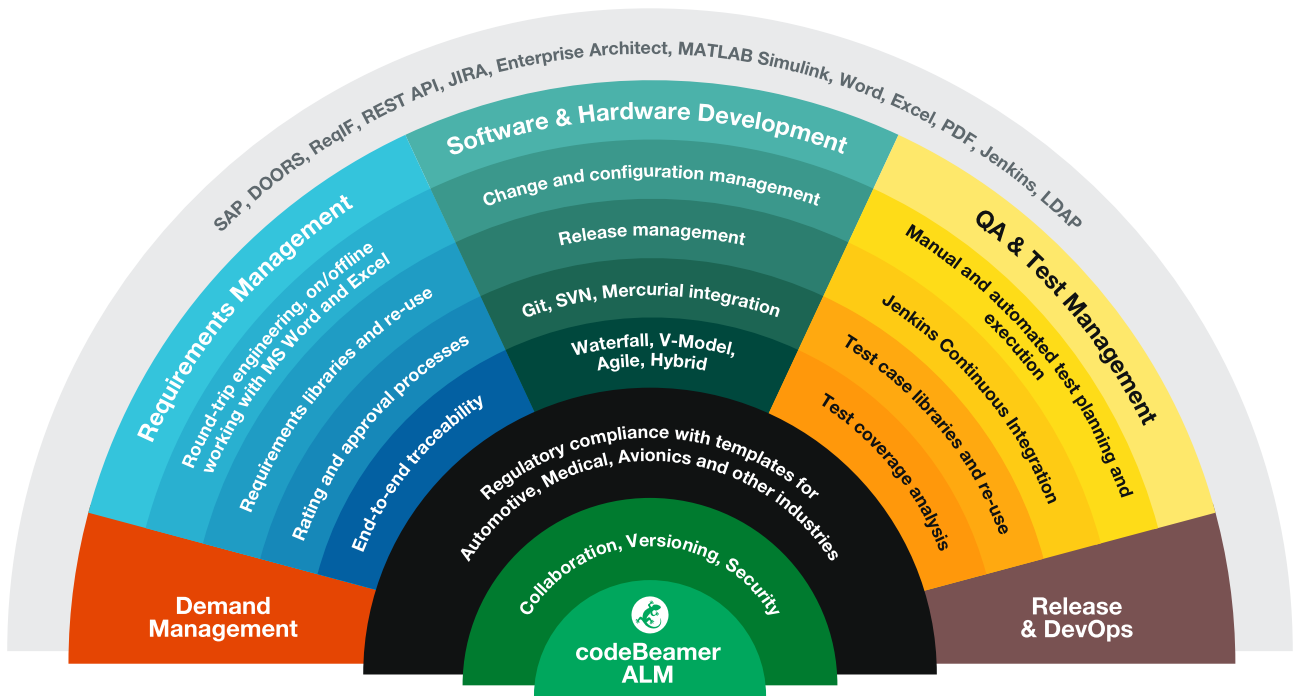 SAP, DOORS, ReqIF, REST API, JIRA, Enterprise Architect, MATLAB Simulink, Word, Excel, PDF, Jenkins, LDAP
Requirements Management
Round-trip engineering, on/offline
working with MS Word and Excel
Requirements libraries and re-use
Rating and approval processes
End-to-end traceability
Software & Hardware Development
Change and configuration management
Release management
Git, SVN, Mercurial integration
Waterfall, V-Model,
Agile, Hybrid
QA & Test Management
Manual and automated test planning and
execution
Jenkins Continuous Integration
Test case libraries and re-use
Test coverage analysis
Demand
Management
Regulatory compliance with templates for
Automotive, Medical, Avionics and other industries
Collaboration, Versioning, Security
codeBeamer
ALM
Release
& DevOps